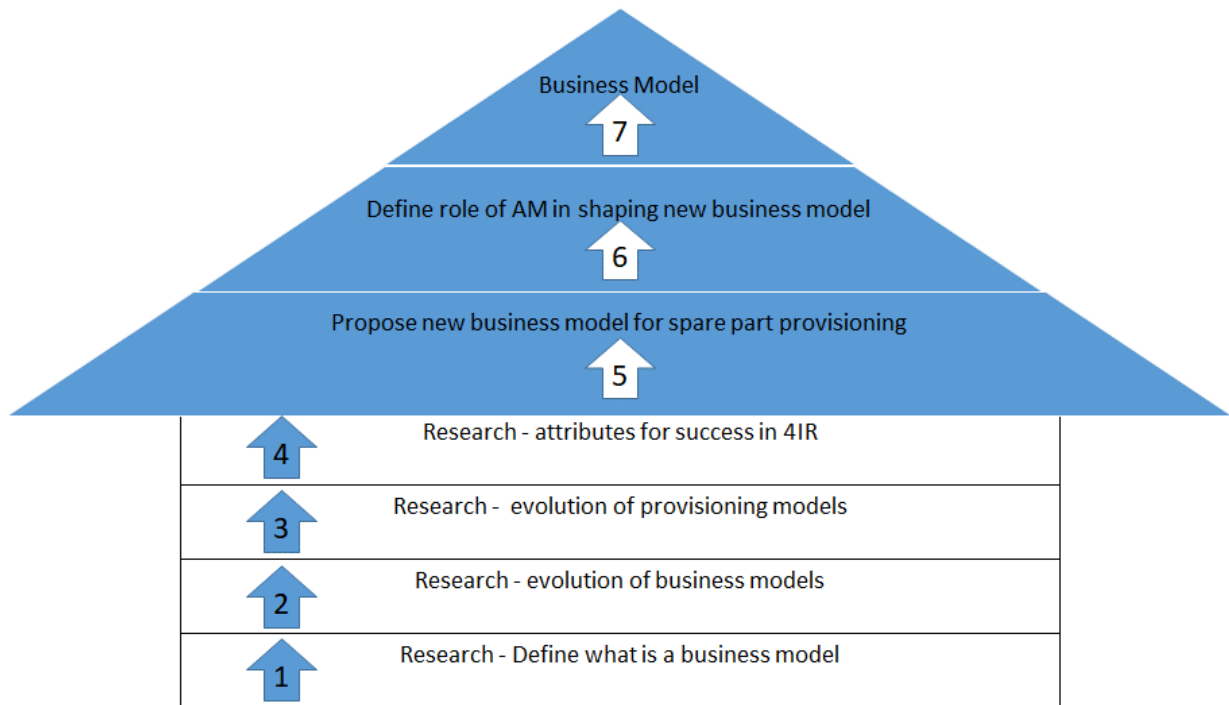 Business Model
7
Define role of AM in shaping new business model
6
Propose new business model for spare part provisioning
5
Research - attributes for success in 4IR
4
Research - evolution of provisioning models
3
Research - evolution of business models
2
Research - Define what is a business model
1